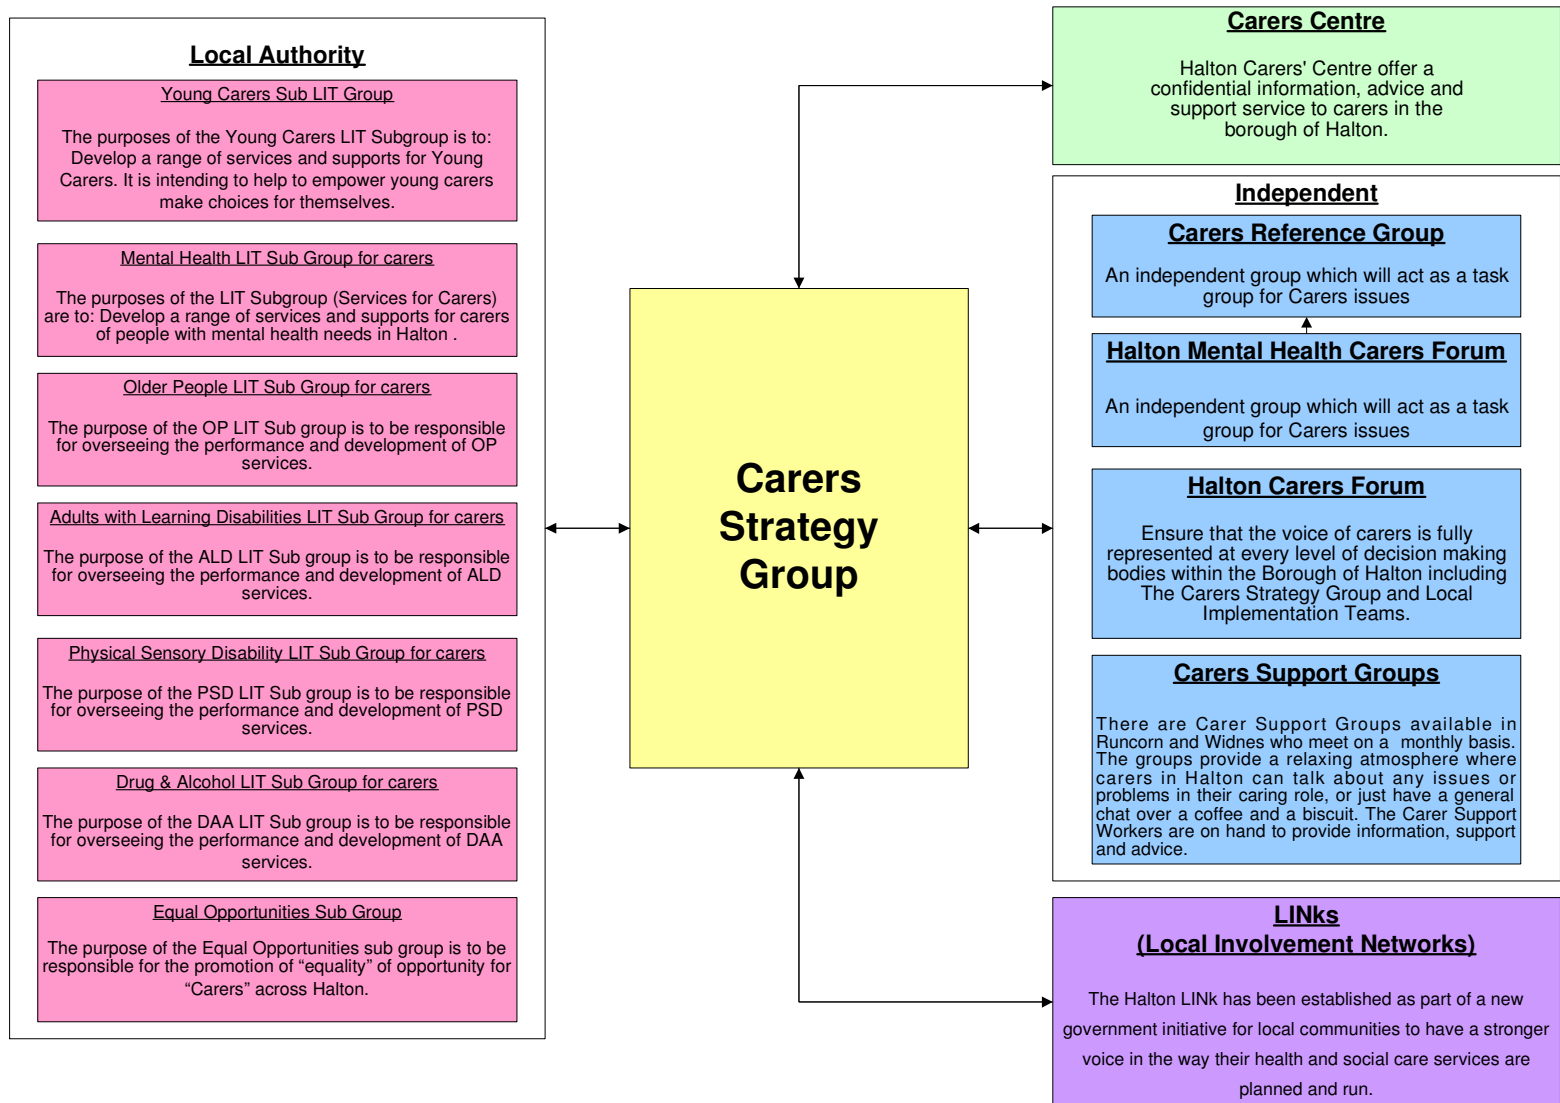 Local Authority
Young Carers Sub LIT Group
The purposes of the Young Carers LIT Subgroup is to:
Develop a range of services and supports for Young
Carers. It is intending to help to empower young carers
make choices for themselves.
Mental Health LIT Sub Group for carers
The purposes of the LIT Subgroup (Services for Carers)
are to: Develop a range of services and supports for carers
of people with mental health needs in Halton .
Older People LIT Sub Group for carers
The purpose of the OP LIT Sub group is to be responsible
for overseeing the performance and development of OP
services.
Adults with Learning Disabilities LIT Sub Group for carers
The purpose of the ALD LIT Sub group is to be responsible
for overseeing the performance and development of ALD
services.
Physical Sensory Disability LIT Sub Group for carers
The purpose of the PSD LIT Sub group is to be responsible
for overseeing the performance and development of PSD
services.
Drug & Alcohol LIT Sub Group for carers
The purpose of the DAA LIT Sub group is to be responsible
for overseeing the performance and development of DAA
services.
Equal Opportunities Sub Group
The purpose of the Equal Opportunities sub group is to be
responsible for the promotion of “equality” of opportunity for
“Carers” across Halton.
Carers
Strategy
Group
Carers Centre
Halton Carers' Centre offer a
confidential information, advice and
support service to carers in the
borough of Halton.
Independent
Carers Reference Group
An independent group which will act as a task
group for Carers issues
Halton Mental Health Carers Forum
An independent group which will act as a task
group for Carers issues
Halton Carers Forum
Ensure that the voice of carers is fully
represented at every level of decision making
bodies within the Borough of Halton including
The Carers Strategy Group and Local
Implementation Teams.
Carers Support Groups
There are Carer Support Groups available in
Runcorn and Widnes who meet on a monthly basis.
The groups provide a relaxing atmosphere where
carers in Halton can talk about any issues or
problems in their caring role, or just have a general
chat over a coffee and a biscuit. The Carer Support
Workers are on hand to provide information, support
and advice.
LINks
(Local Involvement Networks)
The Halton LINk has been established as part of a new
government initiative for local communities to have a stronger
voice in the way their health and social care services are
planned and run.